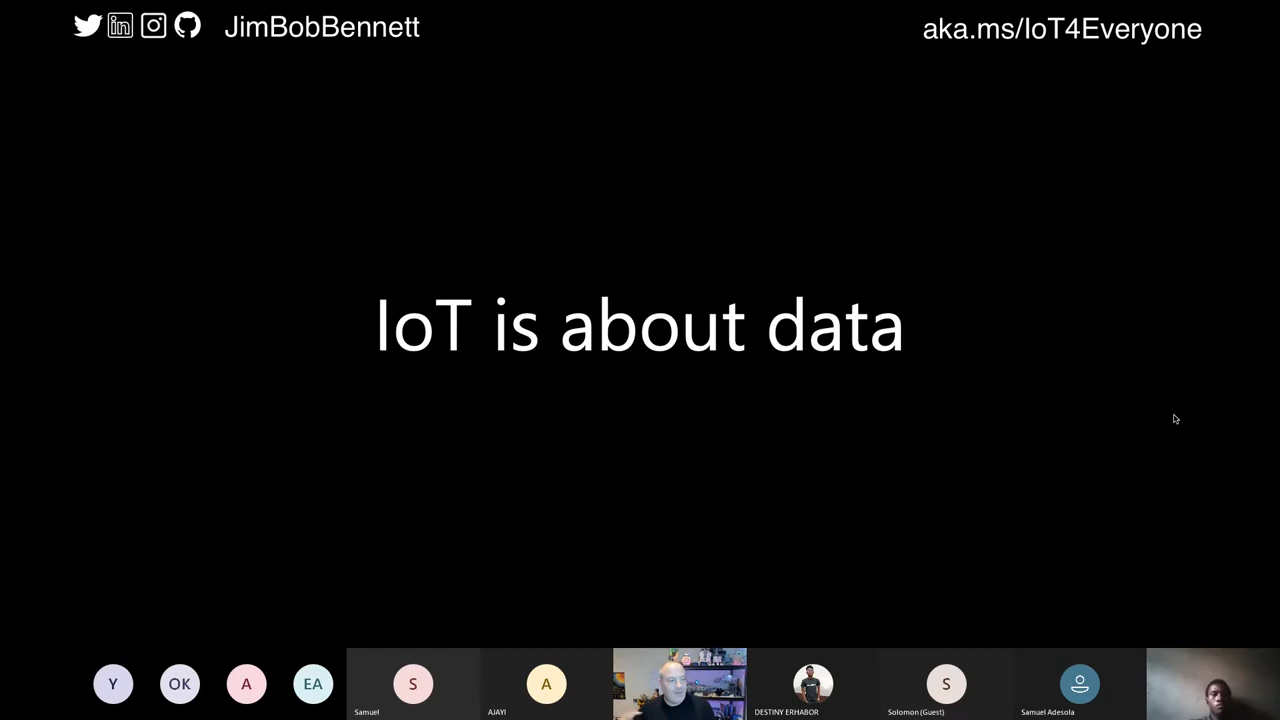 JimBobBennett
aka.ms/IoT4Everyone
IoT is about data
Y
OK
A
EA
S
A
S
Samuel
AJAYI
DESTINY ERHABOR
Solomon (Guest)
Samuel Adesola